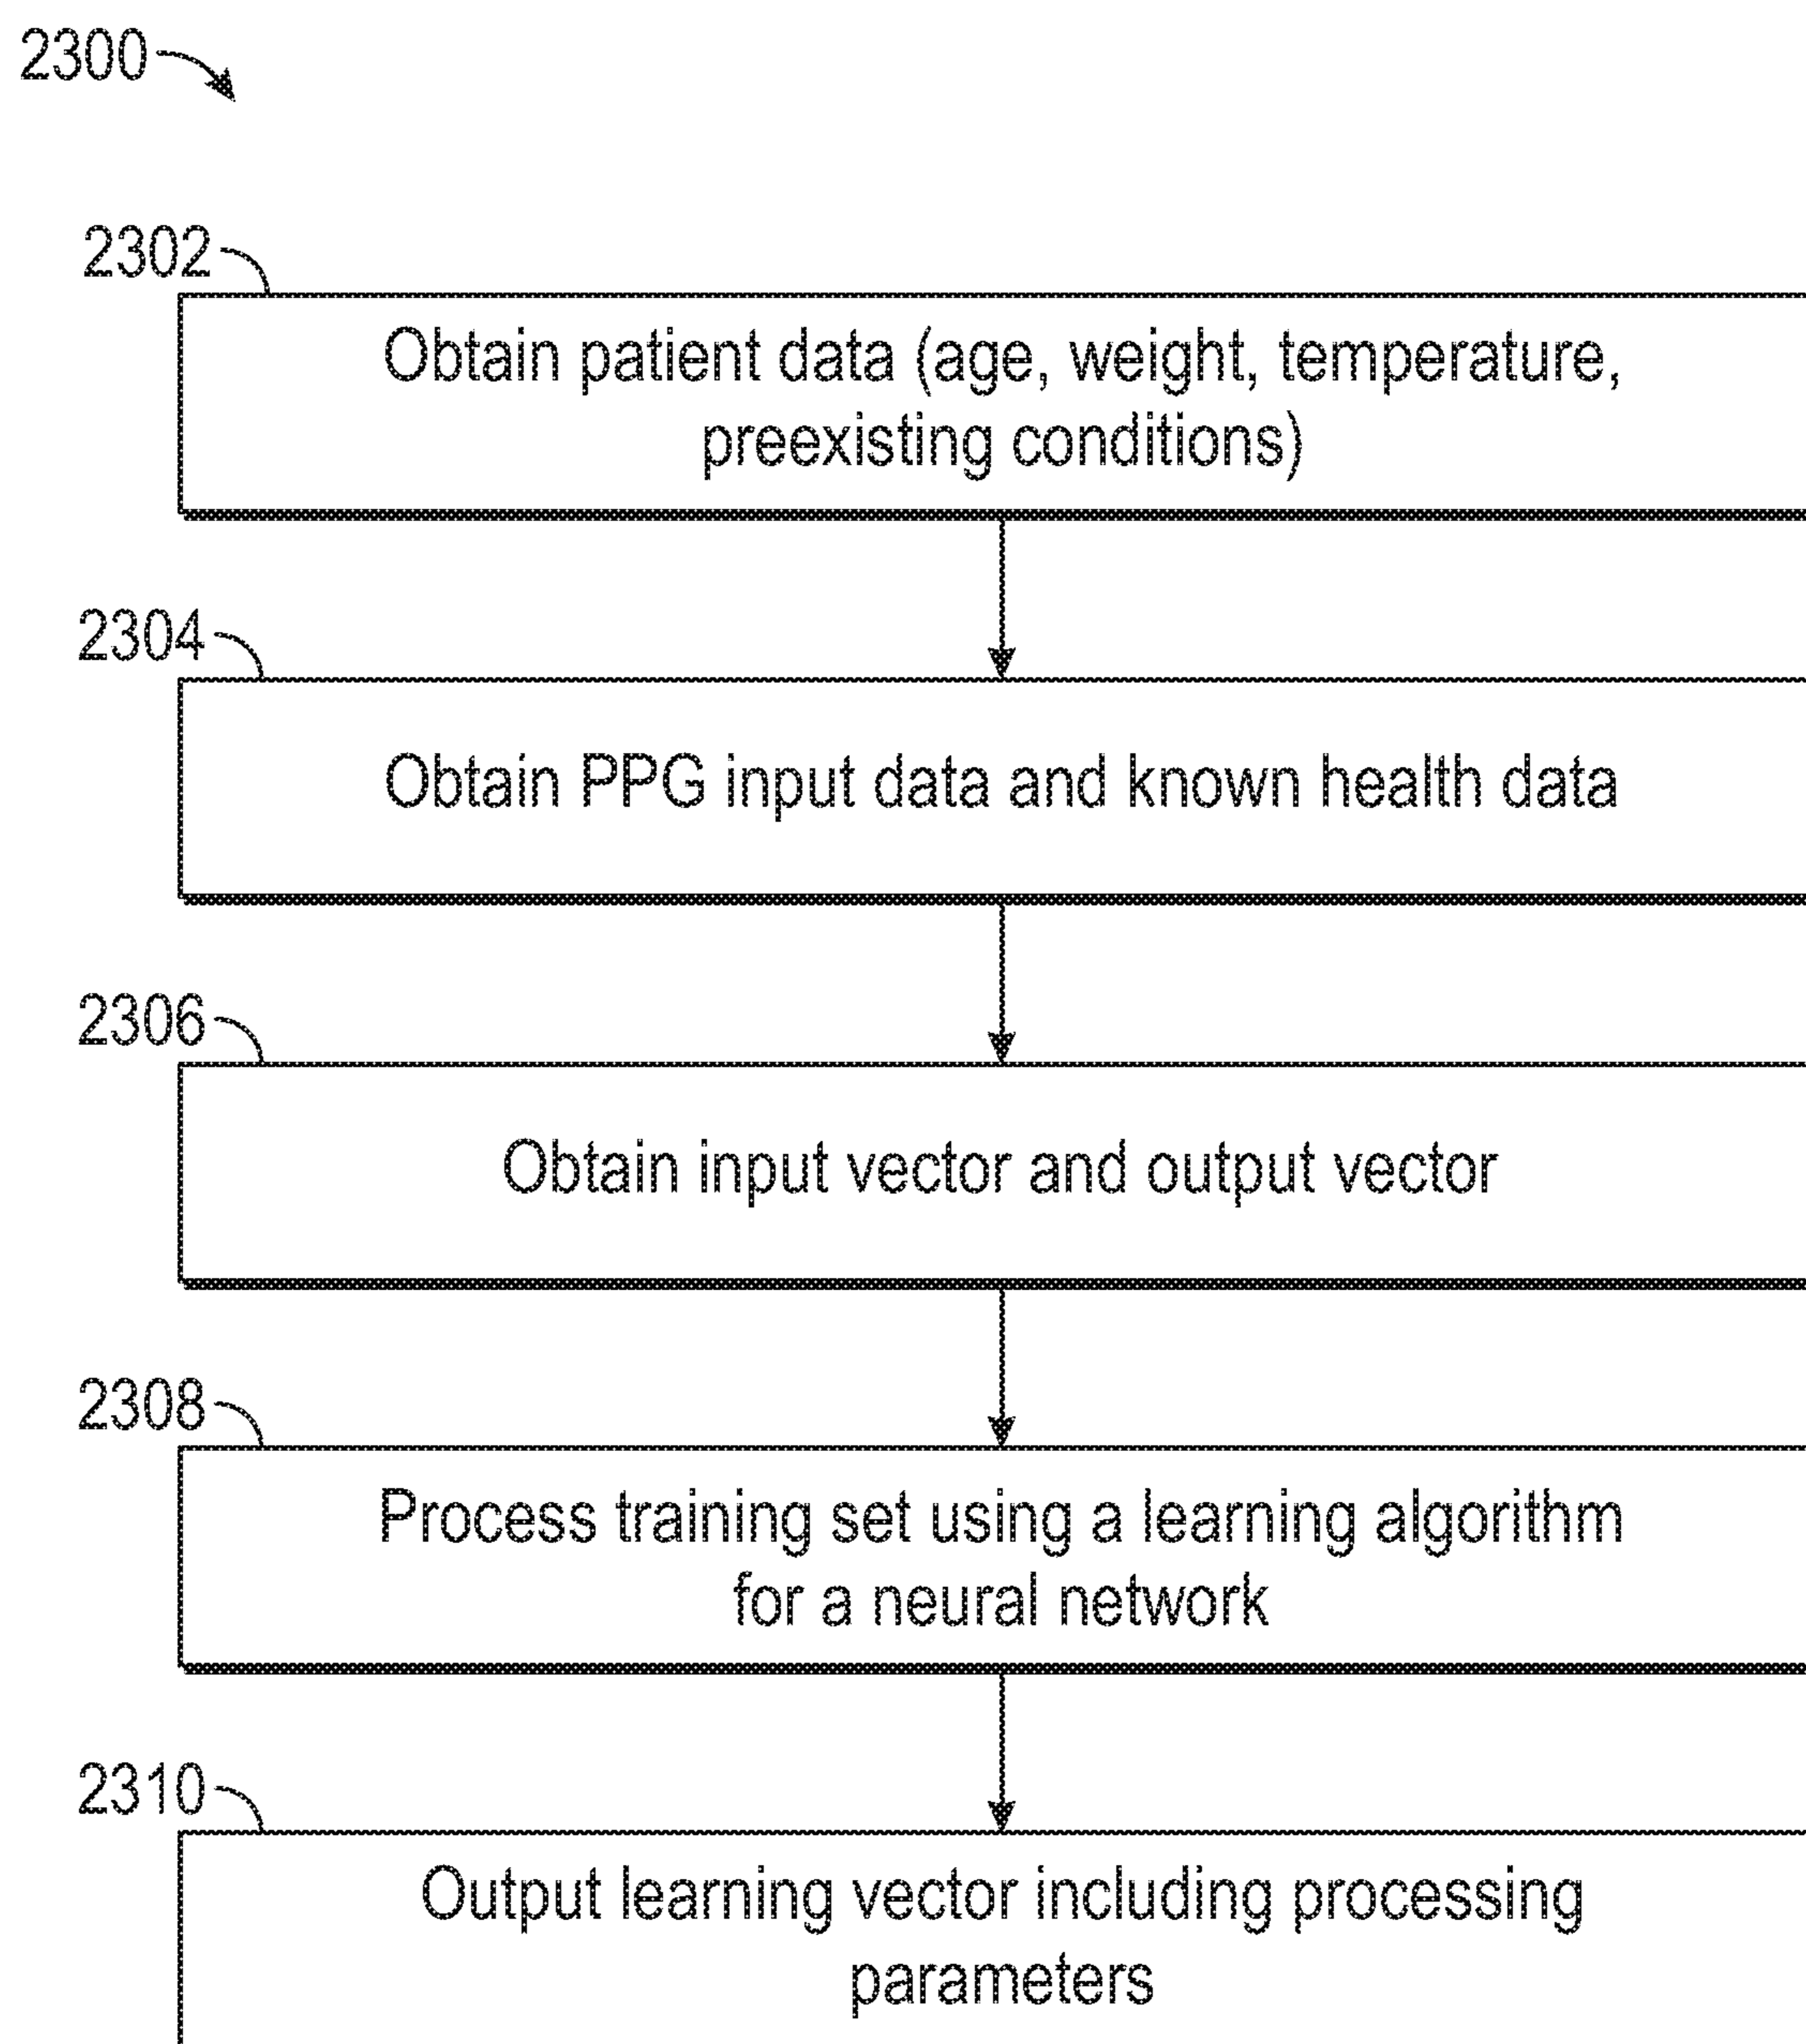 2300
2302
Obtain patient data (age, weight, temperature,
preexisting conditions)
2304
Obtain PPG input data and known health data
2306
Obtain input vector and output vector
2308
Process training set using a learning algorithm
for a neural network
2310
Output learning vector including processing
parameters